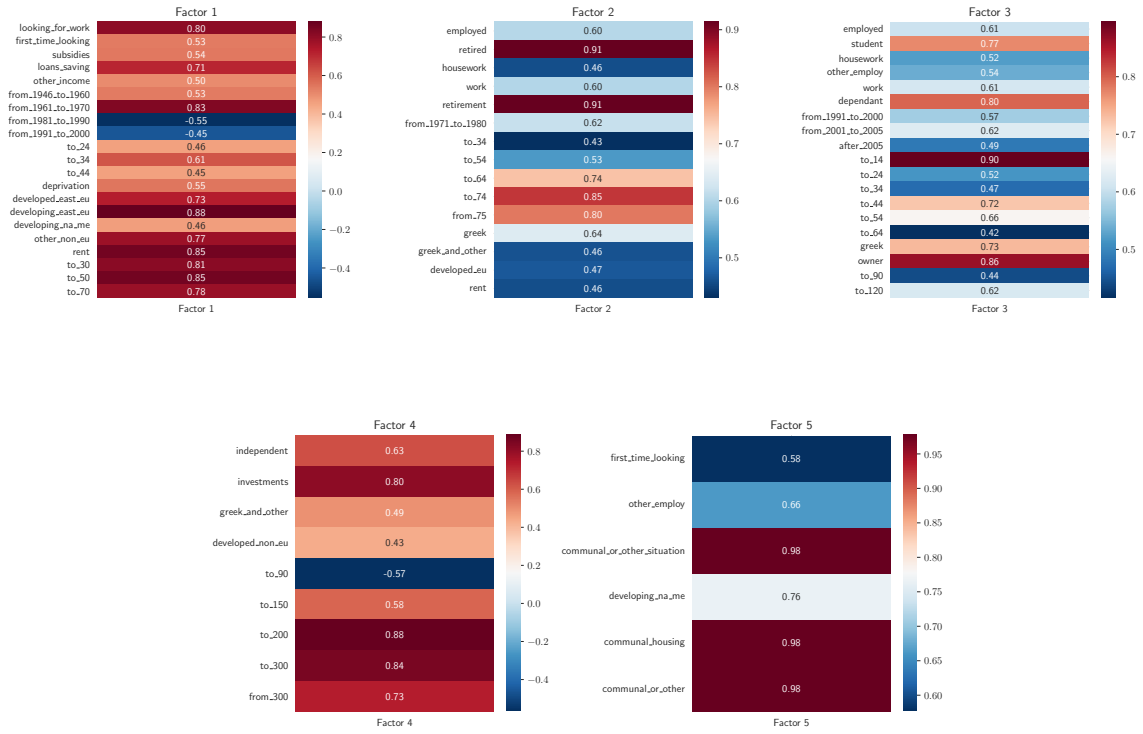 Factor 1
looking_for_work 0.80
first_time_looking 0.53
subsidies 0.54
loans_saving 0.71
other_income 0.50
from_1946_to_1960 0.53
from_1961_to_1970 0.83
from_1981_to_1990 -0.55
from_1991_to_2000 -0.45
to_24 0.46
to_34 0.61
to_44 0.45
deprivation 0.55
developed_east_eu 0.73
developing_east_eu 0.88
developing_na_me 0.46
other_non_eu 0.77
rent 0.85
to_30 0.81
to_50 0.85
to_70 0.78
Factor 1
0.8
0.6
0.4
0.2
0.0
−0.2
−0.4
Factor 2
employed 0.60
retired 0.91
housework 0.46
work 0.60
retirement 0.91
from_1971_to_1980 0.62
to_34 0.43
to_54 0.53
to_64 0.74
to_74 0.85
from_75 0.80
greek 0.64
greek_and_other 0.46
developed_eu 0.47
rent 0.46
Factor 2
0.9
0.8
0.7
0.6
0.5
Factor 3
employed 0.61
student 0.77
housework 0.52
other_employ 0.54
work 0.61
dependant 0.80
from_1991_to_2000 0.57
from_2001_to_2005 0.62
after_2005 0.49
to_14 0.90
to_24 0.52
to_34 0.47
to_44 0.72
to_54 0.66
to_64 0.42
greek 0.73
owner 0.86
to_90 0.44
to_120 0.62
Factor 3
0.8
0.7
0.6
0.5
Factor 4
independent 0.63
investments 0.80
greek_and_other 0.49
developed_non_eu 0.43
to_90 -0.57
to_150 0.58
to_200 0.88
to_300 0.84
from_300 0.73
Factor 4
0.8
0.6
0.4
0.2
0.0
−0.2
−0.4
Factor 5
first_time_looking 0.58
other_employ 0.66
communal_or_other_situation 0.98
developing_na_me 0.76
communal_housing 0.98
communal_or_other 0.98
Factor 5
0.95
0.90
0.85
0.80
0.75
0.70
0.65
0.60